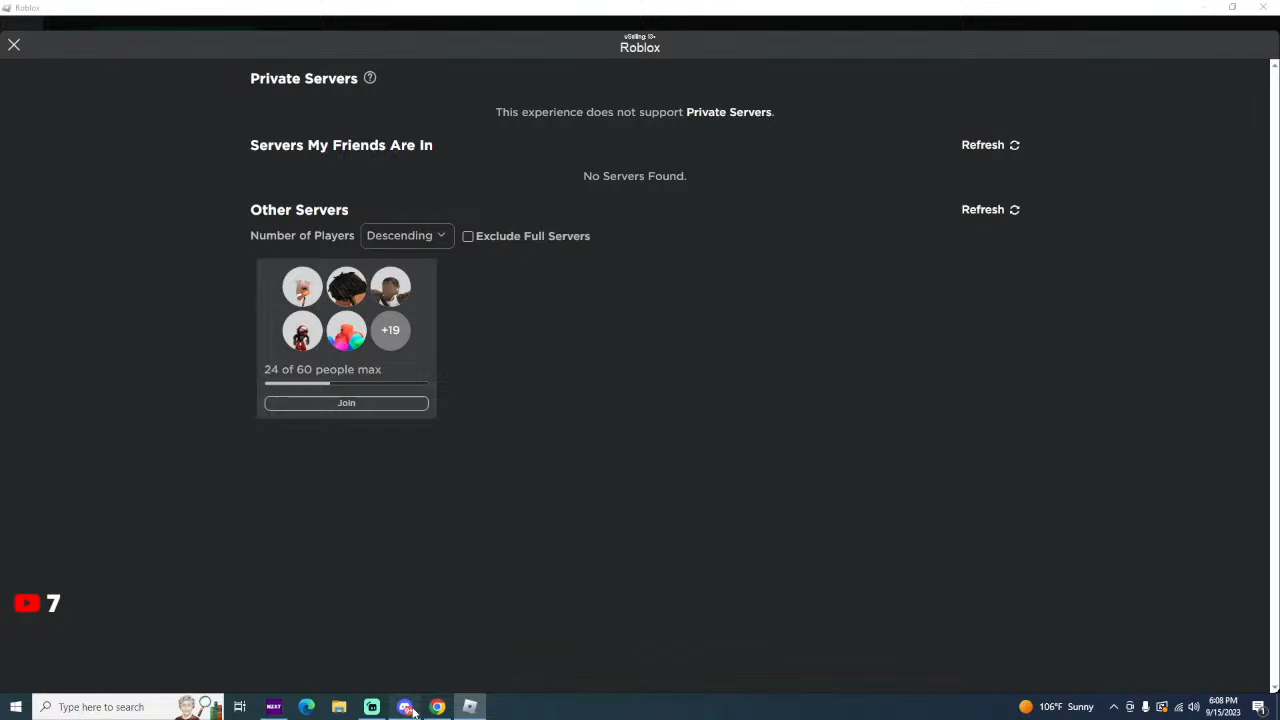 Roblox
uSelling 13+
Roblox
Private Servers
This experience does not support Private Servers.
Servers My Friends Are In
Refresh
No Servers Found.
Other Servers
Refresh
Number of Players
Descending
Exclude Full Servers
+19
24 of 60 people max
Join
7
Type here to search
106°F Sunny
6:08 PM
9/15/2023